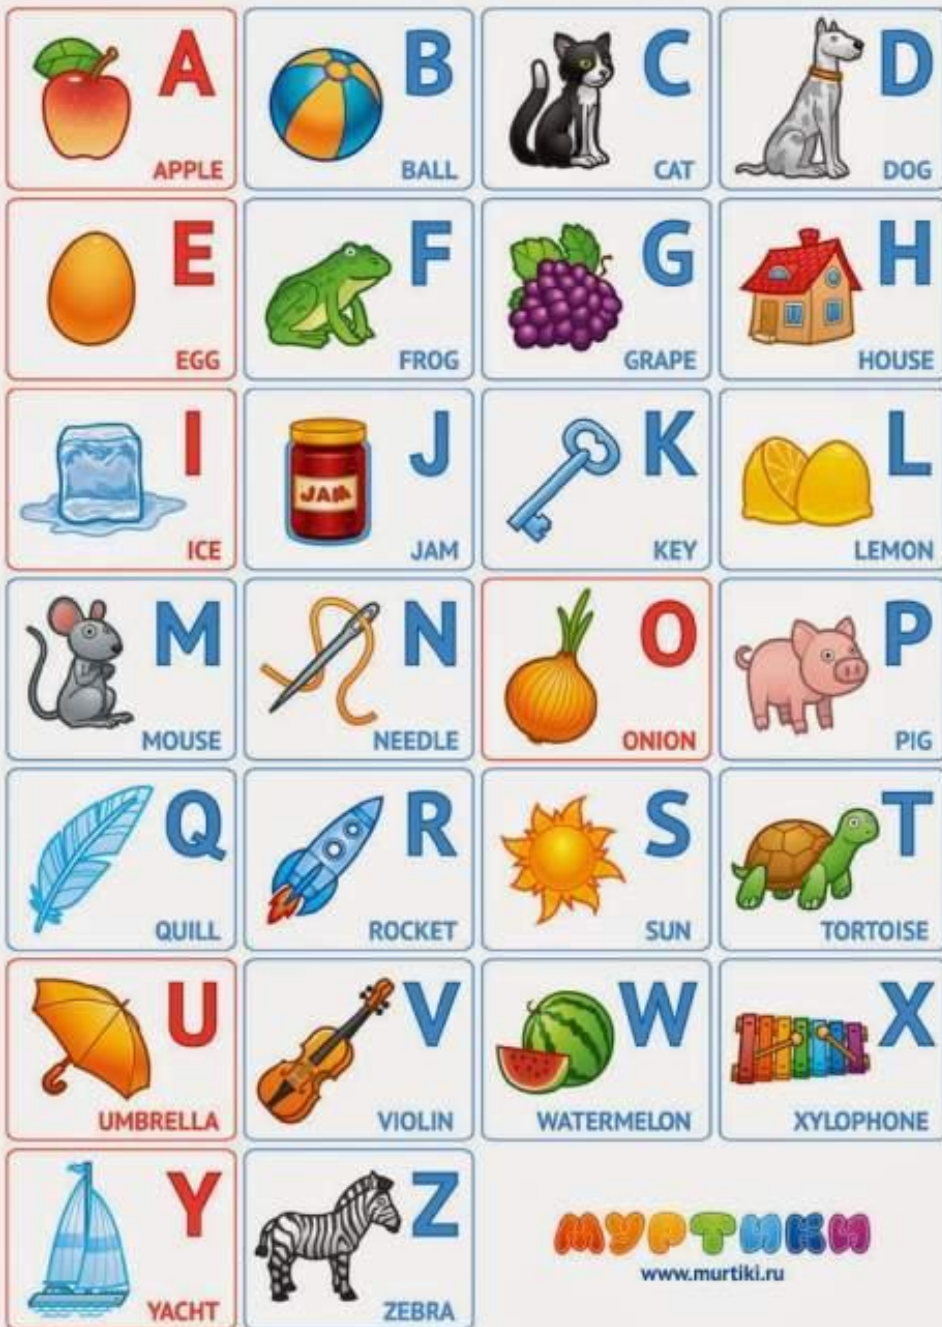 A
APPLE
B
BALL
C
CAT
D
DOG
E
EGG
F
FROG
G
GRAPE
H
HOUSE
I
ICE
J
JAM
JAM
K
KEY
L
LEMON
M
MOUSE
N
NEEDLE
O
ONION
P
PIG
Q
QUILL
R
ROCKET
S
SUN
T
TORTOISE
U
UMBRELLA
V
VIOLIN
W
WATERMELON
X
XYLOPHONE
Y
YACHT
Z
ZEBRA
МУРТИКИ
www.murtiki.ru